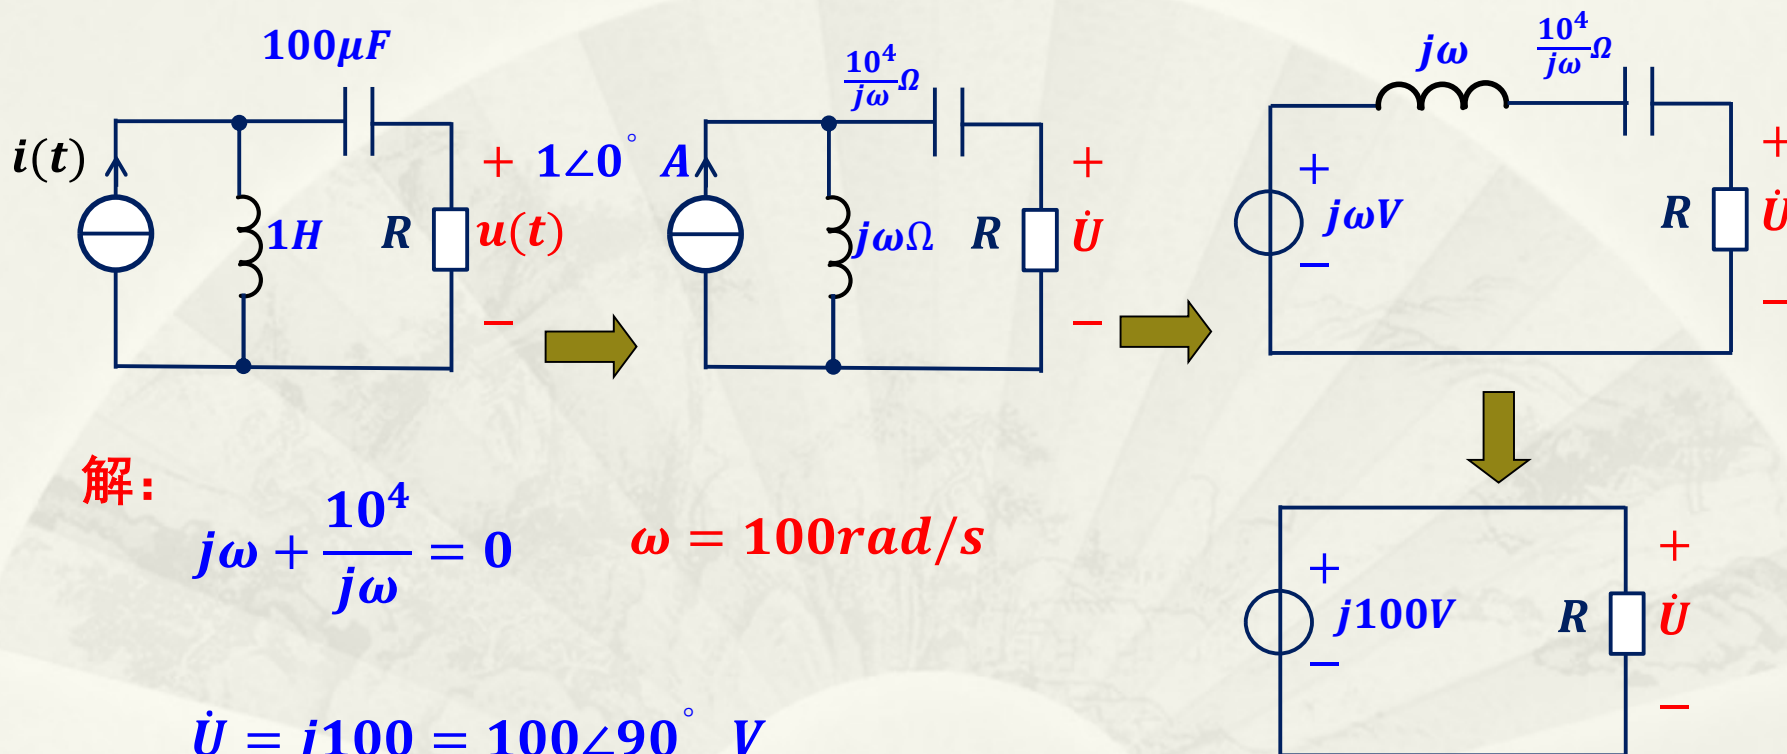 100μF
i(t)
1H
R
+
u(t)
−
10⁴/jω Ω
1∠0° A
jωΩ
R
+
U̇
−
jω
10⁴/jω Ω
+
jωV
−
R
+
U̇
−
解:
jω + 10⁴/jω = 0
ω = 100rad/s
+
j100V
−
R
+
U̇
−
U̇ = j100 = 100∠90° V